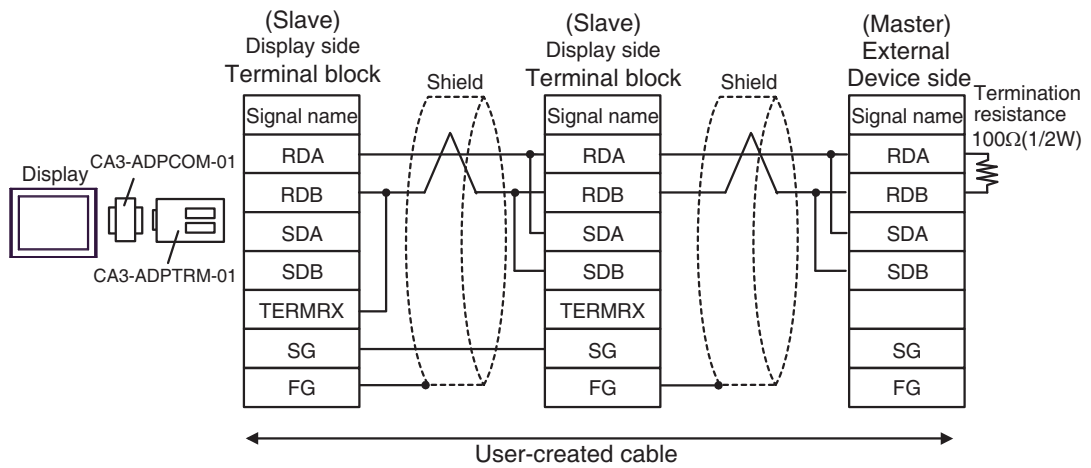 (Slave)
Display side
Terminal block
(Slave)
Display side
Terminal block
(Master)
External
Device side
Shield
Shield
Termination
resistance
100Ω(1/2W)
Display
CA3-ADPCOM-01
CA3-ADPTRM-01
Signal name
RDA
RDB
SDA
SDB
TERMRX
SG
FG
Signal name
RDA
RDB
SDA
SDB
TERMRX
SG
FG
Signal name
RDA
RDB
SDA
SDB
SG
FG
User-created cable